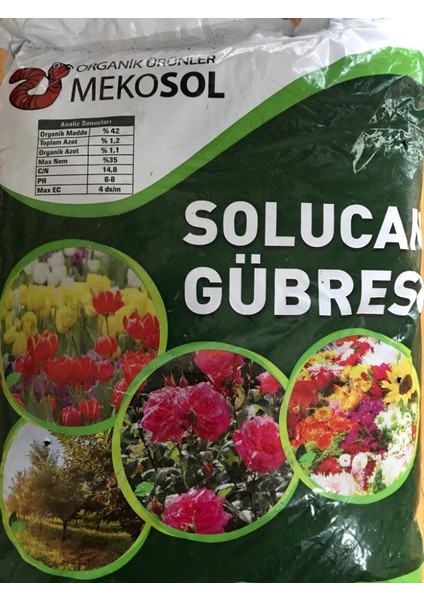 ORGANİK ÜRÜNLER
MEKOSOL
Analiz Sonuçları
Organik Madde % 42
Toplam Azot % 1,2
Organik Azot % 1,1
Max Nem %35
C/N 14,8
PH 6-8
Max EC 4 ds/m
SOLUCAN
GÜBRES